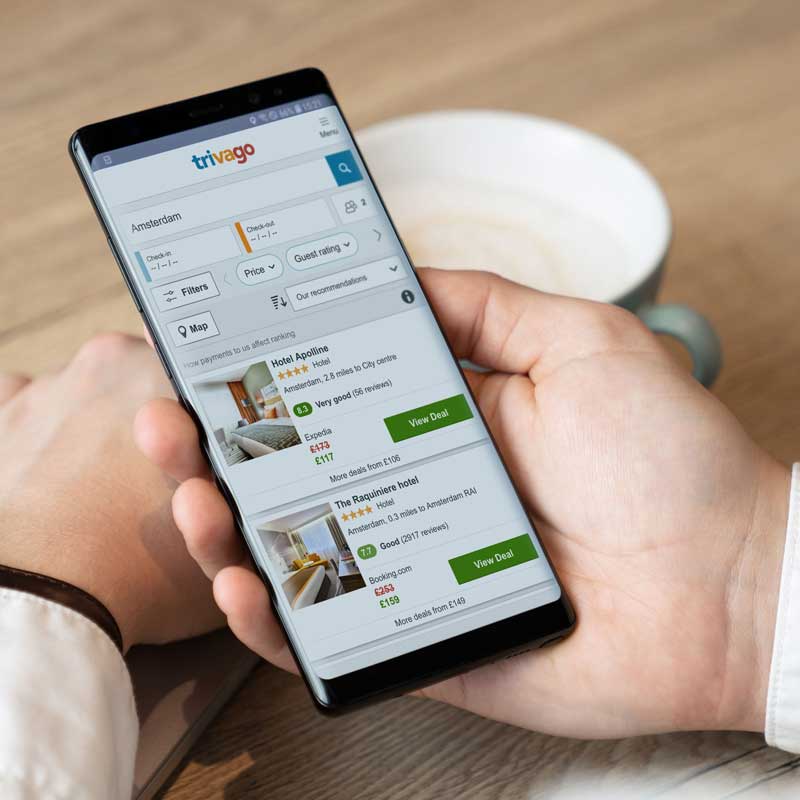 66% 15:21
trivago
Menu
Amsterdam
2
Check-in
-- / -- / --
Check-out
-- / -- / --
Filters
Price
Guest rating
Map
Our recommendations
How payments to us affect ranking
Hotel Apolline
Hotel
Amsterdam, 2.8 miles to City centre
8.3 Very good (56 reviews)
Expedia
£173
£117
View Deal
More deals from £106
The Raquiniere hotel
Hotel
Amsterdam, 0.3 miles to Amsterdam RAI
7.7 Good (2917 reviews)
Booking.com
£253
£159
View Deal
More deals from £149